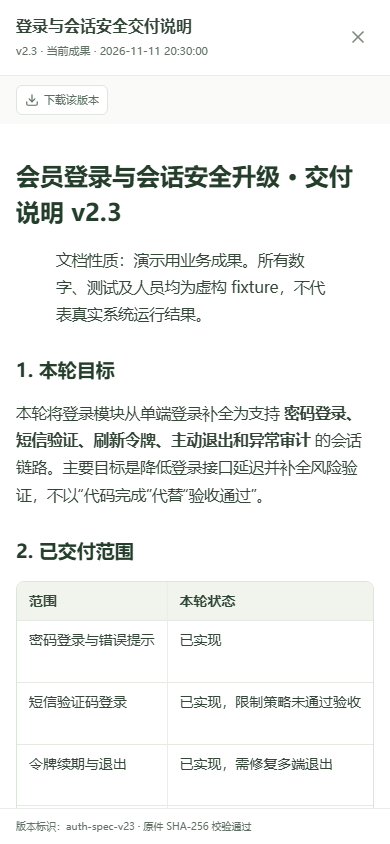 登录与会话安全交付说明
v2.3 · 当前成果 · 2026-11-11 20:30:00
下载该版本
会员登录与会话安全升级 · 交付
说明 v2.3
文档性质：演示用业务成果。所有数
字、测试及人员均为虚构 fixture，不代
表真实系统运行结果。
1. 本轮目标
本轮将登录模块从单端登录补全为支持 密码登录、
短信验证、刷新令牌、主动退出和异常审计 的会话
链路。主要目标是降低登录接口延迟并补全风险验
证，不以“代码完成”代替“验收通过”。
2. 已交付范围
范围 本轮状态
密码登录与错误提示 已实现
短信验证码登录 已实现，限制策略未通过验收
令牌续期与退出 已实现，需修复多端退出
版本标识：auth-spec-v23 · 原件 SHA-256 校验通过